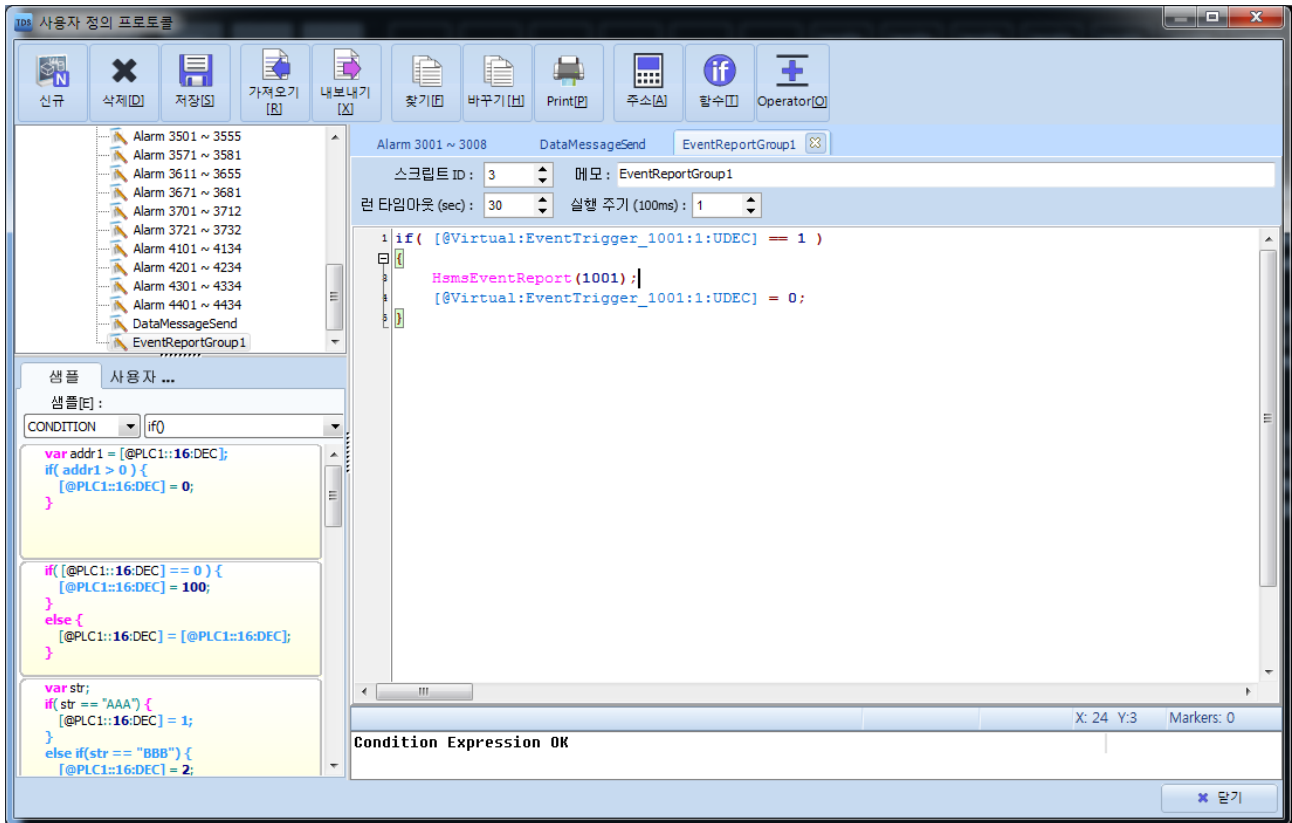 TDS 사용자 정의 프로토콜
신규 삭제[D] 저장[S] 가져오기[R] 내보내기[X] 찾기[F] 바꾸기[H] Print[P] 주소[A] 함수[I] Operator[O]
Alarm 3501 ~ 3555
Alarm 3571 ~ 3581
Alarm 3611 ~ 3655
Alarm 3671 ~ 3681
Alarm 3701 ~ 3712
Alarm 3721 ~ 3732
Alarm 4101 ~ 4134
Alarm 4201 ~ 4234
Alarm 4301 ~ 4334
Alarm 4401 ~ 4434
DataMessageSend
EventReportGroup1
샘플 사용자 ...
샘플[E] :
CONDITION if()
var addr1 = [@PLC1::16:DEC];
if( addr1 > 0 ) {
[@PLC1::16:DEC] = 0;
}
if( [@PLC1::16:DEC] == 0 ) {
[@PLC1::16:DEC] = 100;
}
else {
[@PLC1::16:DEC] = [@PLC1::16:DEC];
}
var str;
if( str == "AAA") {
[@PLC1::16:DEC] = 1;
}
else if(str == "BBB") {
[@PLC1::16:DEC] = 2;
Alarm 3001 ~ 3008 DataMessageSend EventReportGroup1
스크립트 ID : 3 메모 : EventReportGroup1
런 타임아웃 (sec) : 30 실행 주기 (100ms) : 1
1 if( [@Virtual:EventTrigger_1001:1:UDEC] == 1 )
{
3 HsmsEventReport(1001);
4 [@Virtual:EventTrigger_1001:1:UDEC] = 0;
5 }
X: 24 Y:3 Markers: 0
Condition Expression OK
닫기